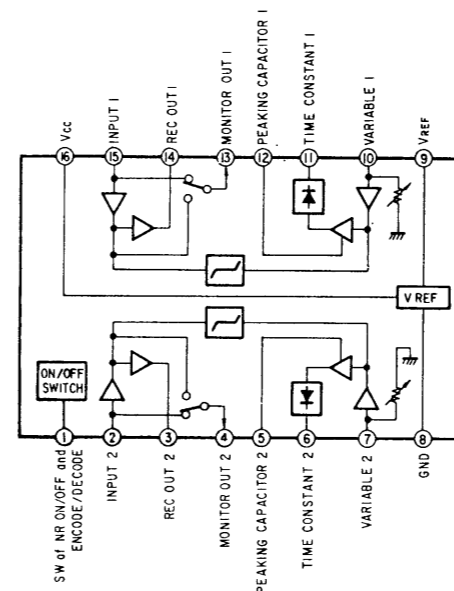 VCC
INPUT 1
REC OUT 1
MONITOR OUT 1
PEAKING CAPACITOR 1
TIME CONSTANT 1
VARIABLE 1
VREF
16
15
14
13
12
11
10
9
V REF
ON/OFF
SWITCH
1
2
3
4
5
6
7
8
SW of NR ON/OFF and
ENCODE/DECODE
INPUT 2
REC OUT 2
MONITOR OUT 2
PEAKING CAPACITOR 2
TIME CONSTANT 2
VARIABLE 2
GND